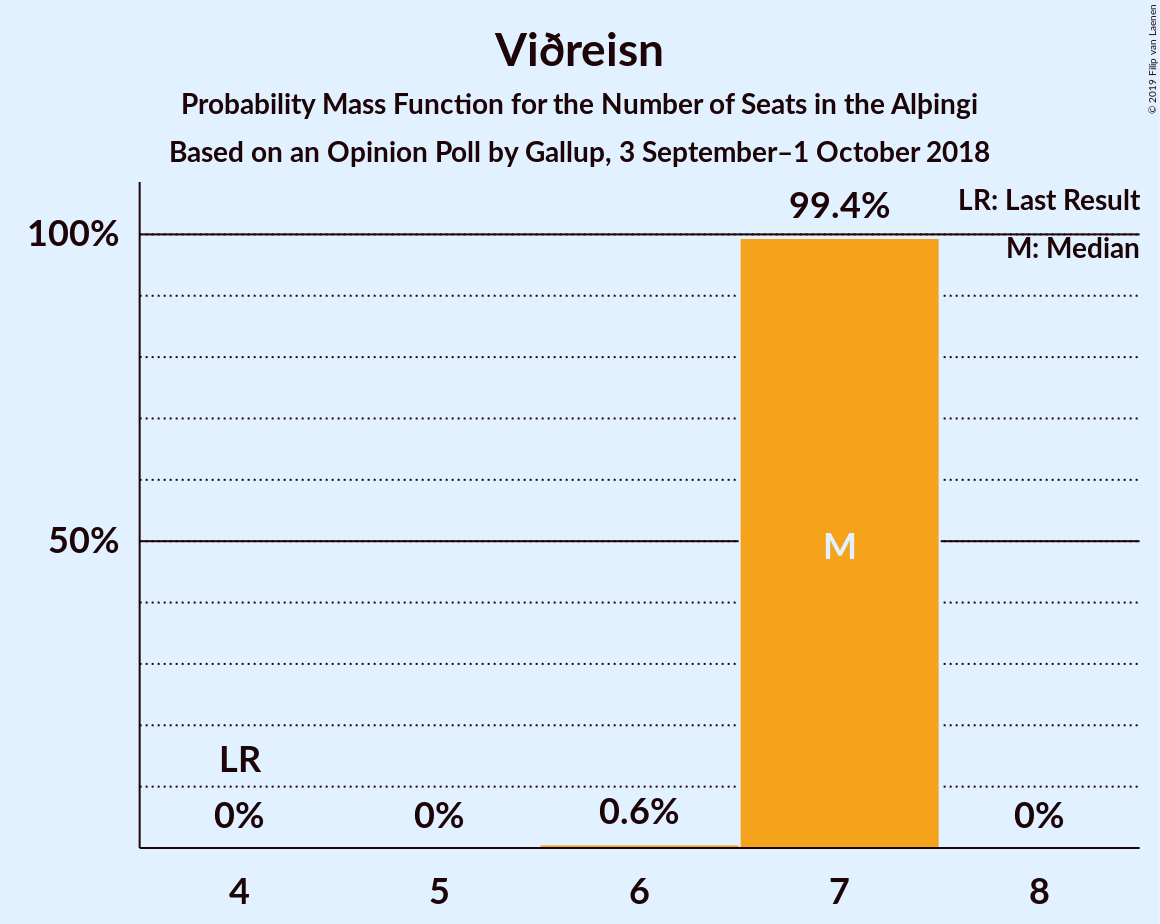 Viðreisn
Probability Mass Function for the Number of Seats in the Alþingi
Based on an Opinion Poll by Gallup, 3 September–1 October 2018
© 2019 Filip van Laenen
LR: Last Result
M: Median
99.4%
100%
50%
M
LR
0%
0%
0.6%
0%
4
5
6
7
8